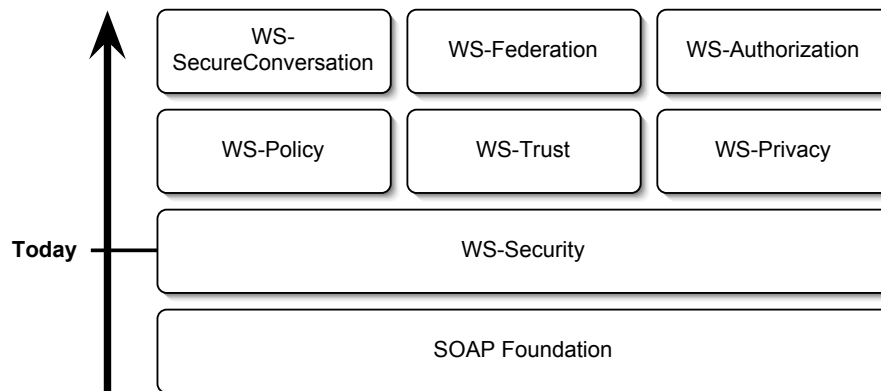 WS-
SecureConversation
WS-Federation
WS-Authorization
WS-Policy
WS-Trust
WS-Privacy
Today
WS-Security
SOAP Foundation